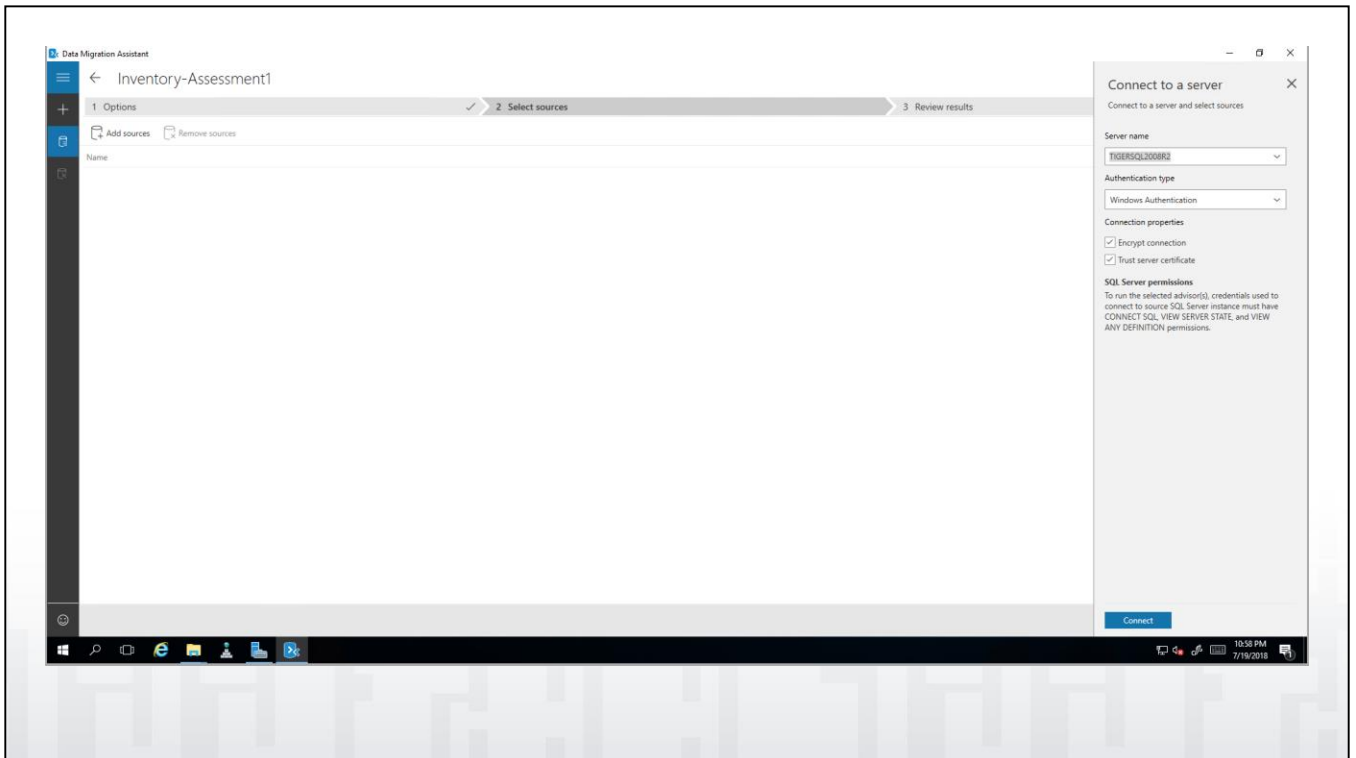 Data Migration Assistant
Inventory-Assessment1
1 Options
2 Select sources
3 Review results
Add sources
Remove sources
Name
Connect to a server
Connect to a server and select sources
Server name
TIGERSQL2008R2
Authentication type
Windows Authentication
Connection properties
Encrypt connection
Trust server certificate
SQL Server permissions
To run the selected advisor(s), credentials used to
connect to source SQL Server instance must have
CONNECT SQL, VIEW SERVER STATE, and VIEW
ANY DEFINITION permissions.
Connect
10:58 PM
7/19/2018